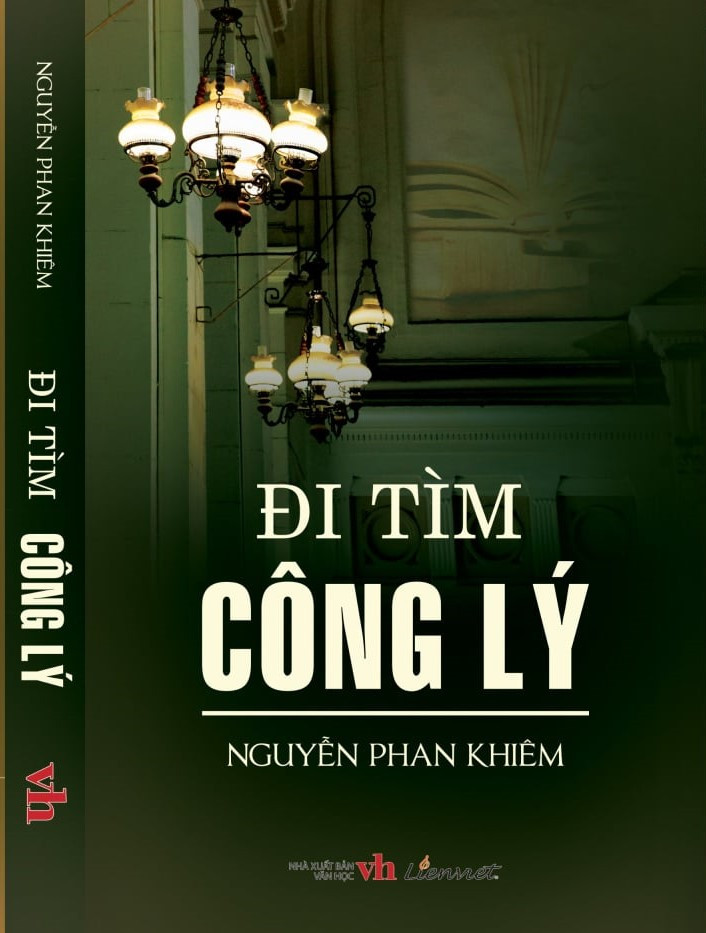 NGUYỄN PHAN KHIÊM
ĐI TÌM CÔNG LÝ
vh
ĐI TÌM
CÔNG LÝ
NGUYỄN PHAN KHIÊM
NHÀ XUẤT BẢN
VĂN HỌC
vh Lienviet